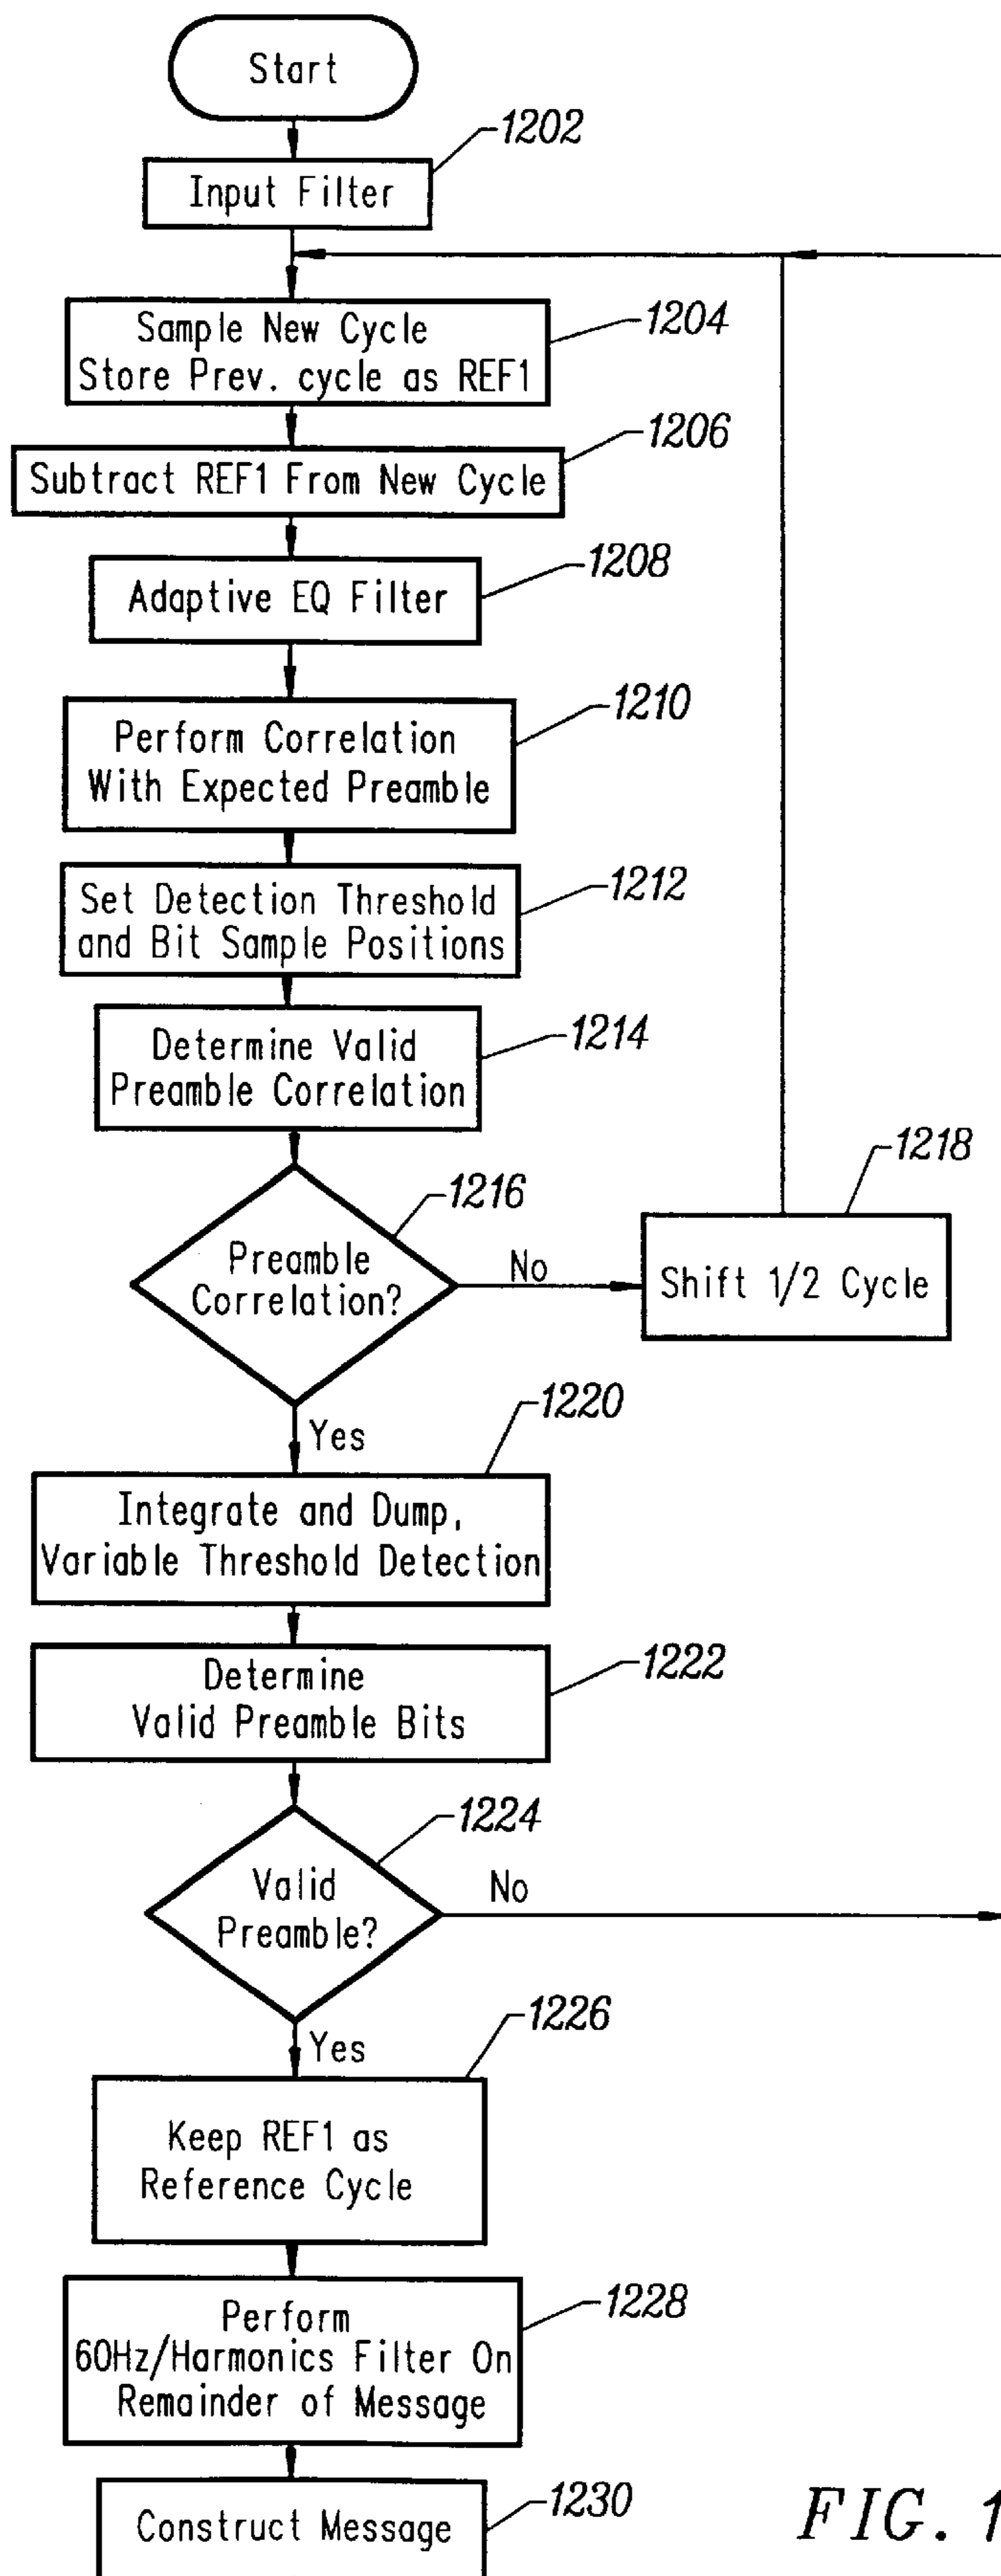 Start
1202
Input Filter
1204
Sample New Cycle
Store Prev. cycle as REF1
1206
Subtract REF1 From New Cycle
1208
Adaptive EQ Filter
1210
Perform Correlation
With Expected Preamble
1212
Set Detection Threshold
and Bit Sample Positions
1214
Determine Valid
Preamble Correlation
1216
Preamble
Correlation?
No
1218
Shift 1/2 Cycle
Yes
1220
Integrate and Dump,
Variable Threshold Detection
1222
Determine
Valid Preamble Bits
1224
Valid
Preamble?
No
Yes
1226
Keep REF1 as
Reference Cycle
1228
Perform
60Hz/Harmonics Filter On
Remainder of Message
1230
Construct Message
FIG. 1